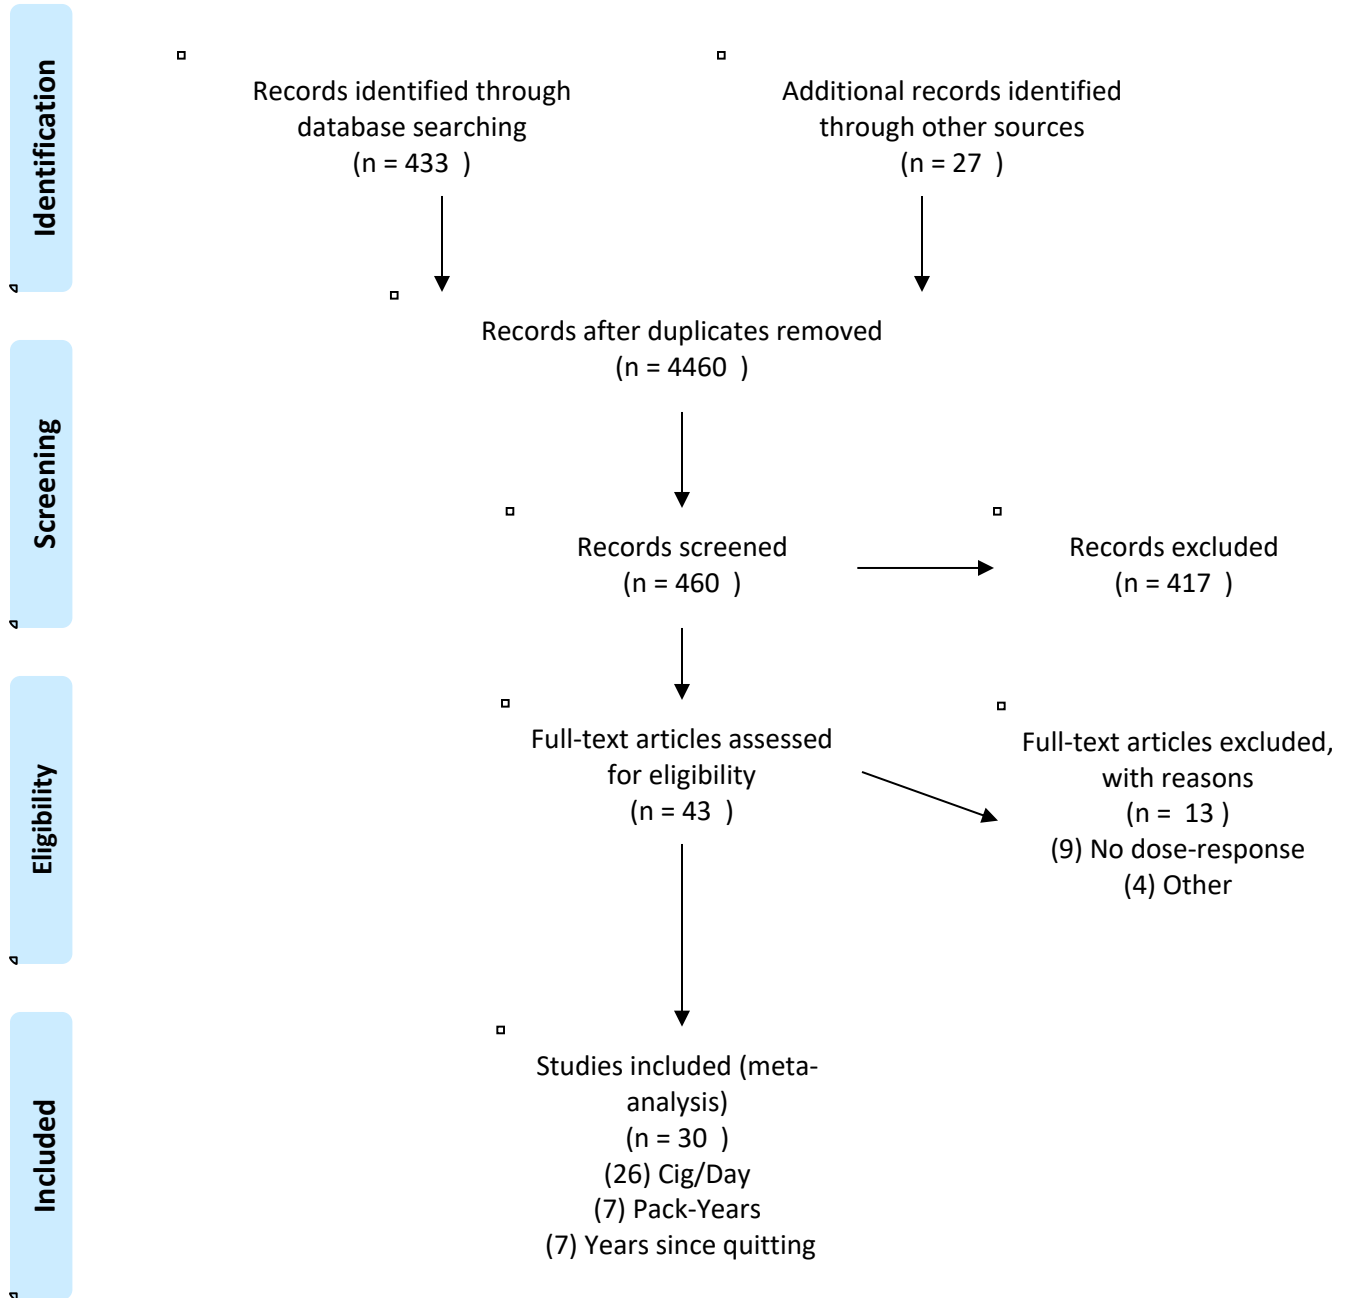 Identification
Records identified through
database searching
(n = 433  )
Additional records identified
through other sources
(n = 27  )
Records after duplicates removed
(n = 4460  )
Screening
Records screened
(n = 460  )
Records excluded
(n = 417  )
Eligibility
Full-text articles assessed
for eligibility
(n = 43  )
Full-text articles excluded,
with reasons
(n =  13 )
(9) No dose-response
(4) Other
Included
Studies included (meta-
analysis)
(n = 30  )
(26) Cig/Day
(7) Pack-Years
(7) Years since quitting